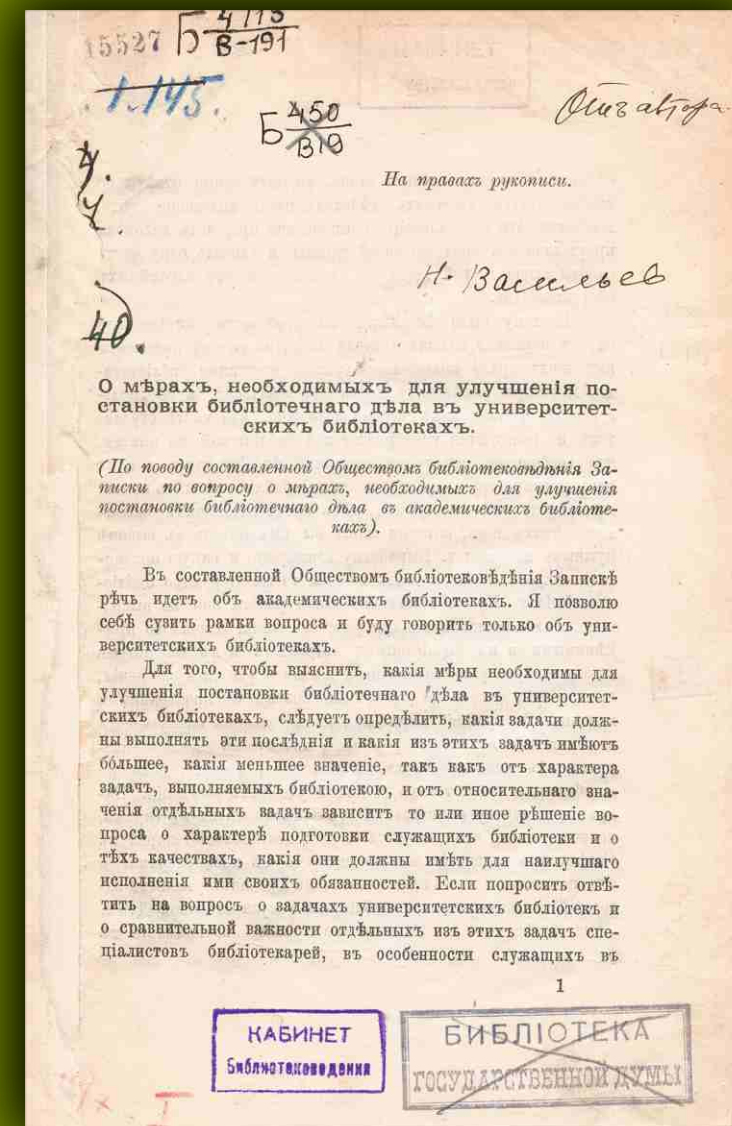 15527 Б 4713
В-191
1.145.
Б 450
В19
Отъ автора
На правахъ рукописи.
Н. Васильев
40.
О мѣрахъ, необходимыхъ для улучшенія по-
становки библіотечнаго дѣла въ университет-
скихъ библіотекахъ.
(По поводу составленной Обществомъ библіотековѣдѣнія За-
писки по вопросу о мѣрахъ, необходимыхъ для улучшенія
постановки библіотечнаго дѣла въ академическихъ библіоте-
кахъ).
Въ составленной Обществомъ библіотековѣдѣнія Запискѣ
рѣчь идетъ объ академическихъ библіотекахъ. Я позволю
себѣ сузить рамки вопроса и буду говорить только объ уни-
верситетскихъ библіотекахъ.
Для того, чтобы выяснить, какія мѣры необходимы для
улучшенія постановки библіотечнаго дѣла въ университет-
скихъ библіотекахъ, слѣдуетъ опредѣлить, какія задачи долж-
ны выполнять эти послѣднія и какія изъ этихъ задачъ имѣютъ
бо́льшее, какія меньшее значеніе, такъ какъ отъ характера
задачъ, выполняемыхъ библіотекою, и отъ относительнаго зна-
ченія отдѣльныхъ задачъ зависитъ то или иное рѣшеніе во-
проса о характерѣ подготовки служащихъ библіотеки и о
тѣхъ качествахъ, какія они должны имѣть для наилучшаго
исполненія ими своихъ обязанностей. Если попросить отвѣ-
тить на вопросъ о задачахъ университетскихъ библіотекъ и
о сравнительной важности отдѣльныхъ изъ этихъ задачъ спе-
ціалистовъ библіотекарей, въ особенности служащихъ въ
1
КАБИНЕТ
Библиотековедения
БИБЛІОТЕКА
ГОСУДАРСТВЕННОЙ ДУМЫ